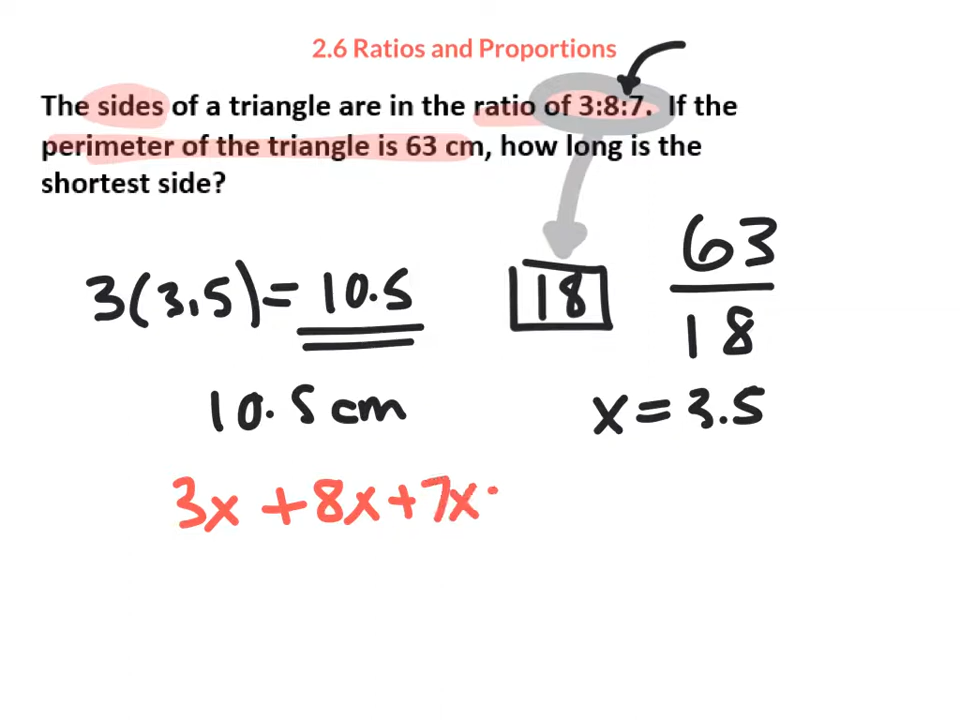 2.6 Ratios and Proportions
The sides of a triangle are in the ratio of 3:8:7. If the
perimeter of the triangle is 63 cm, how long is the
shortest side?
3(3.5)= 10.5
10.5 cm
18
63
18
x = 3.5
3x + 8x + 7x